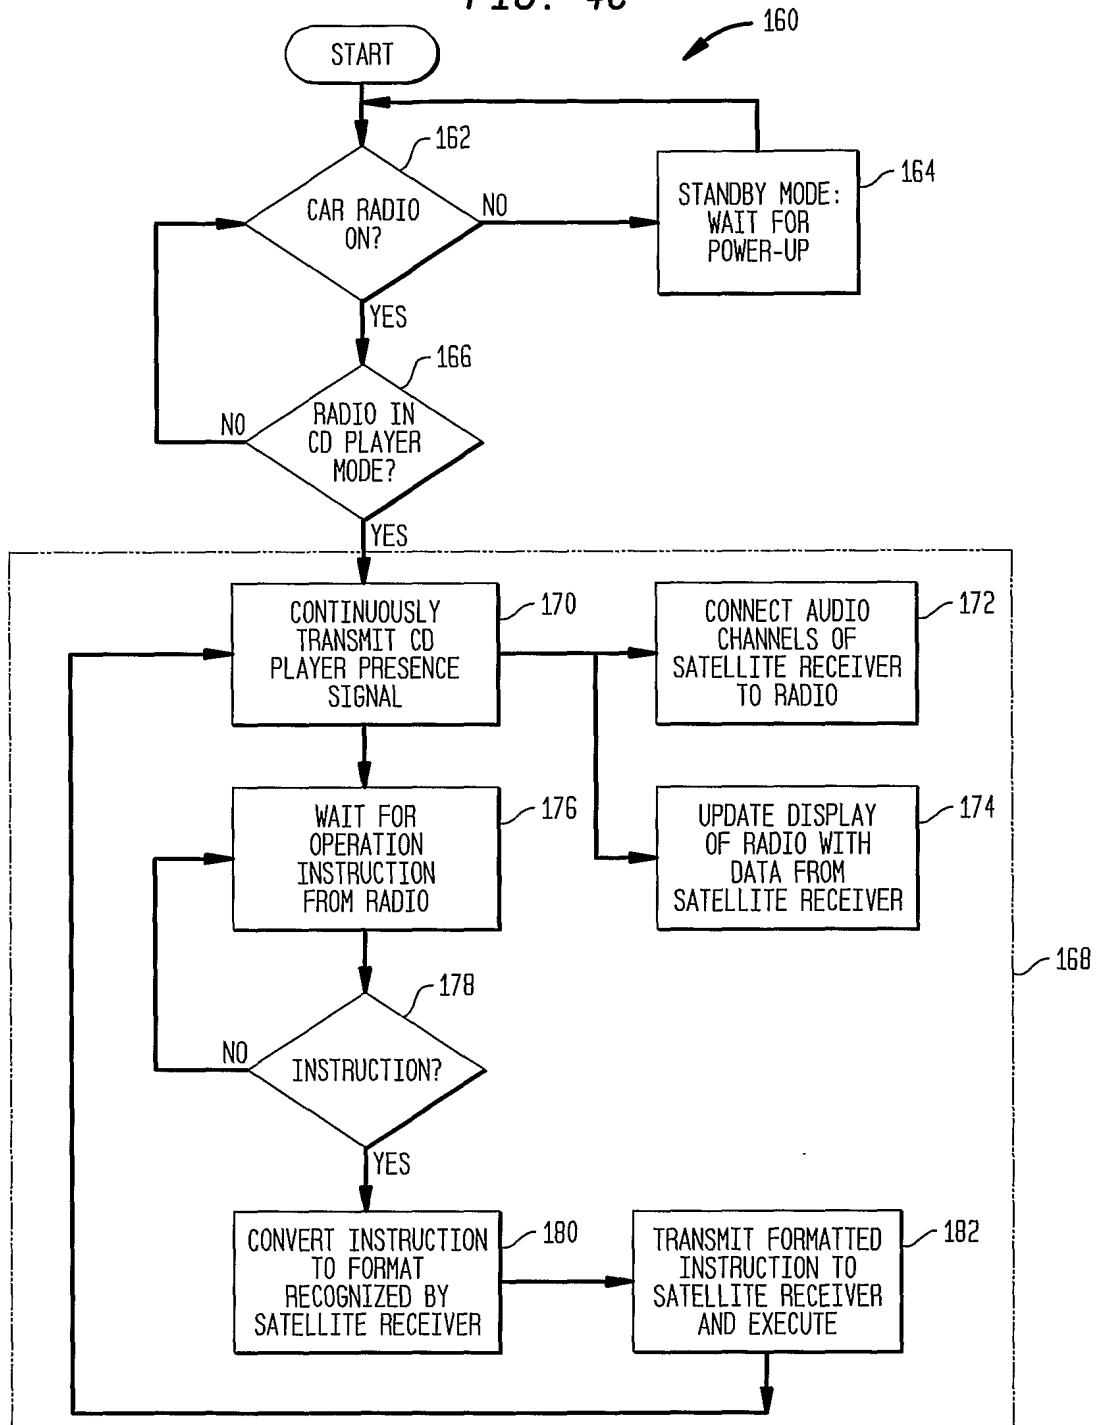 160
START
162
CAR RADIO
ON?
NO
STANDBY MODE:
WAIT FOR
POWER-UP
164
YES
166
RADIO IN
CD PLAYER
MODE?
NO
YES
CONTINUOUSLY
TRANSMIT CD
PLAYER PRESENCE
SIGNAL
170
CONNECT AUDIO
CHANNELS OF
SATELLITE RECEIVER
TO RADIO
172
WAIT FOR
OPERATION
INSTRUCTION
FROM RADIO
176
UPDATE DISPLAY
OF RADIO WITH
DATA FROM
SATELLITE RECEIVER
174
168
178
INSTRUCTION?
NO
YES
CONVERT INSTRUCTION
TO FORMAT
RECOGNIZED BY
SATELLITE RECEIVER
180
TRANSMIT FORMATTED
INSTRUCTION TO
SATELLITE RECEIVER
AND EXECUTE
182